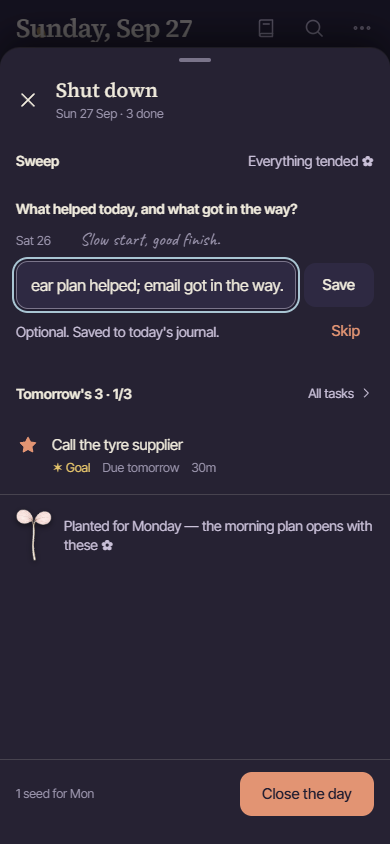 Sunday, Sep 27
Shut down
Sun 27 Sep · 3 done
Sweep
Everything tended ✿
What helped today, and what got in the way?
Sat 26
Slow start, good finish.
ear plan helped; email got in the way.
Save
Optional. Saved to today's journal.
Skip
Tomorrow's 3 · 1/3
All tasks
Call the tyre supplier
✶ Goal Due tomorrow 30m
Planted for Monday — the morning plan opens with
these ✿
1 seed for Mon
Close the day